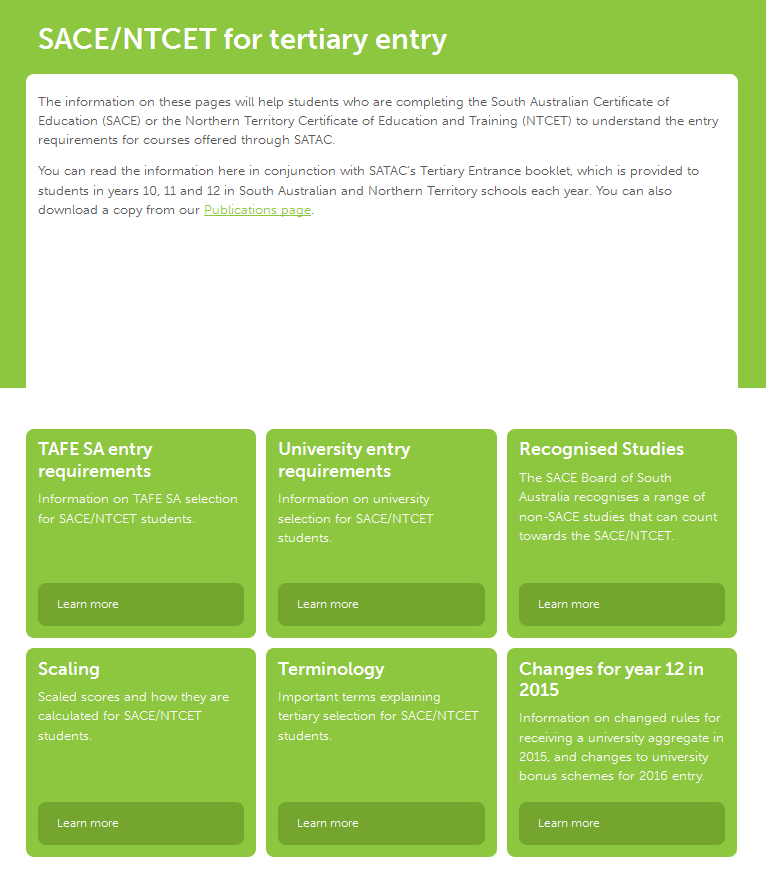 SACE/NTCET for tertiary entry
The information on these pages will help students who are completing the South Australian Certificate of
Education (SACE) or the Northern Territory Certificate of Education and Training (NTCET) to understand the entry
requirements for courses offered through SATAC.
You can read the information here in conjunction with SATAC's Tertiary Entrance booklet, which is provided to
students in years 10, 11 and 12 in South Australian and Northern Territory schools each year. You can also
download a copy from our Publications page.
TAFE SA entry
requirements
Information on TAFE SA selection
for SACE/NTCET students.
Learn more
University entry
requirements
Information on university
selection for SACE/NTCET
students.
Learn more
Recognised Studies
The SACE Board of South
Australia recognises a range of
non-SACE studies that can count
towards the SACE/NTCET.
Learn more
Scaling
Scaled scores and how they are
calculated for SACE/NTCET
students.
Learn more
Terminology
Important terms explaining
tertiary selection for SACE/NTCET
students.
Learn more
Changes for year 12 in
2015
Information on changed rules for
receiving a university aggregate in
2015, and changes to university
bonus schemes for 2016 entry.
Learn more